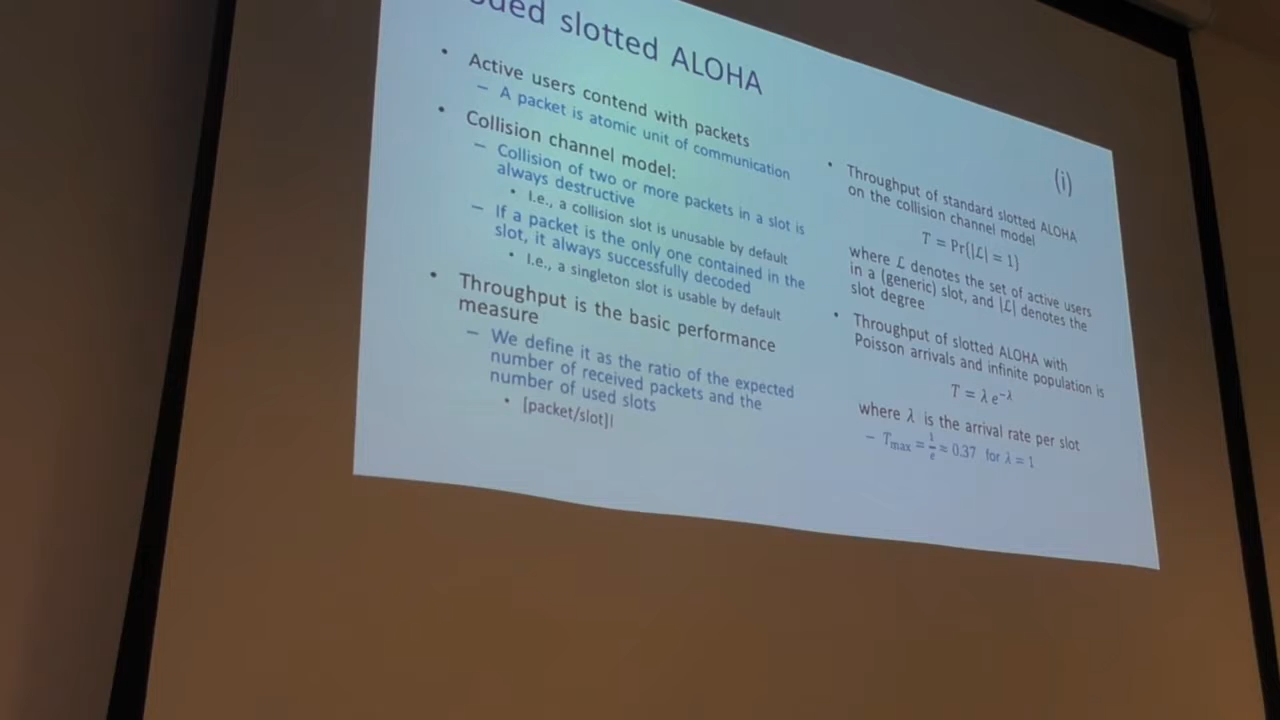 slotted ALOHA
• Active users contend with packets
– A packet is atomic unit of communication
• Collision channel model:
– Collision of two or more packets in a slot is
always destructive
• I.e., a collision slot is unusable by default
– If a packet is the only one contained in the
slot, it always successfully decoded
• I.e., a singleton slot is usable by default
• Throughput is the basic performance
measure
– We define it as the ratio of the expected
number of received packets and the
number of used slots
• [packet/slot]|
(i)
• Throughput of standard slotted ALOHA
on the collision channel model
T = Pr(|ℒ| = 1)
where ℒ denotes the set of active users
in a (generic) slot, and |ℒ| denotes the
slot degree
• Throughput of slotted ALOHA with
Poisson arrivals and infinite population is
T = λ e^{−λ}
where λ is the arrival rate per slot
– T_{max} = 1/e ≈ 0.37 for λ = 1